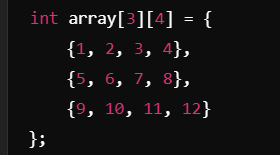 int array[3][4] = {
    {1, 2, 3, 4},
    {5, 6, 7, 8},
    {9, 10, 11, 12}
};